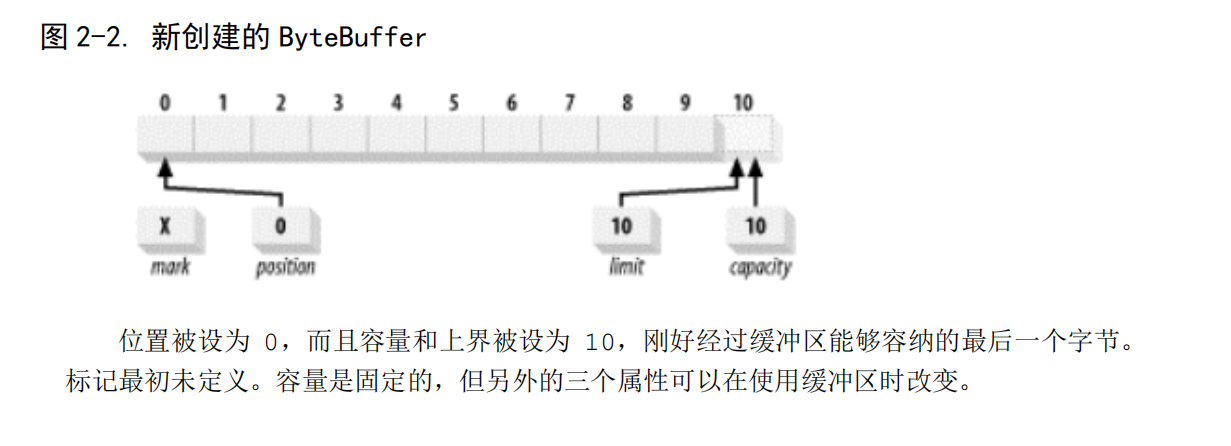 图 2-2. 新创建的 ByteBuffer
0 1 2 3 4 5 6 7 8 9 10
X 0 10 10
mark position limit capacity
位置被设为 0，而且容量和上界被设为 10，刚好经过缓冲区能够容纳的最后一个字节。
标记最初未定义。容量是固定的，但另外的三个属性可以在使用缓冲区时改变。